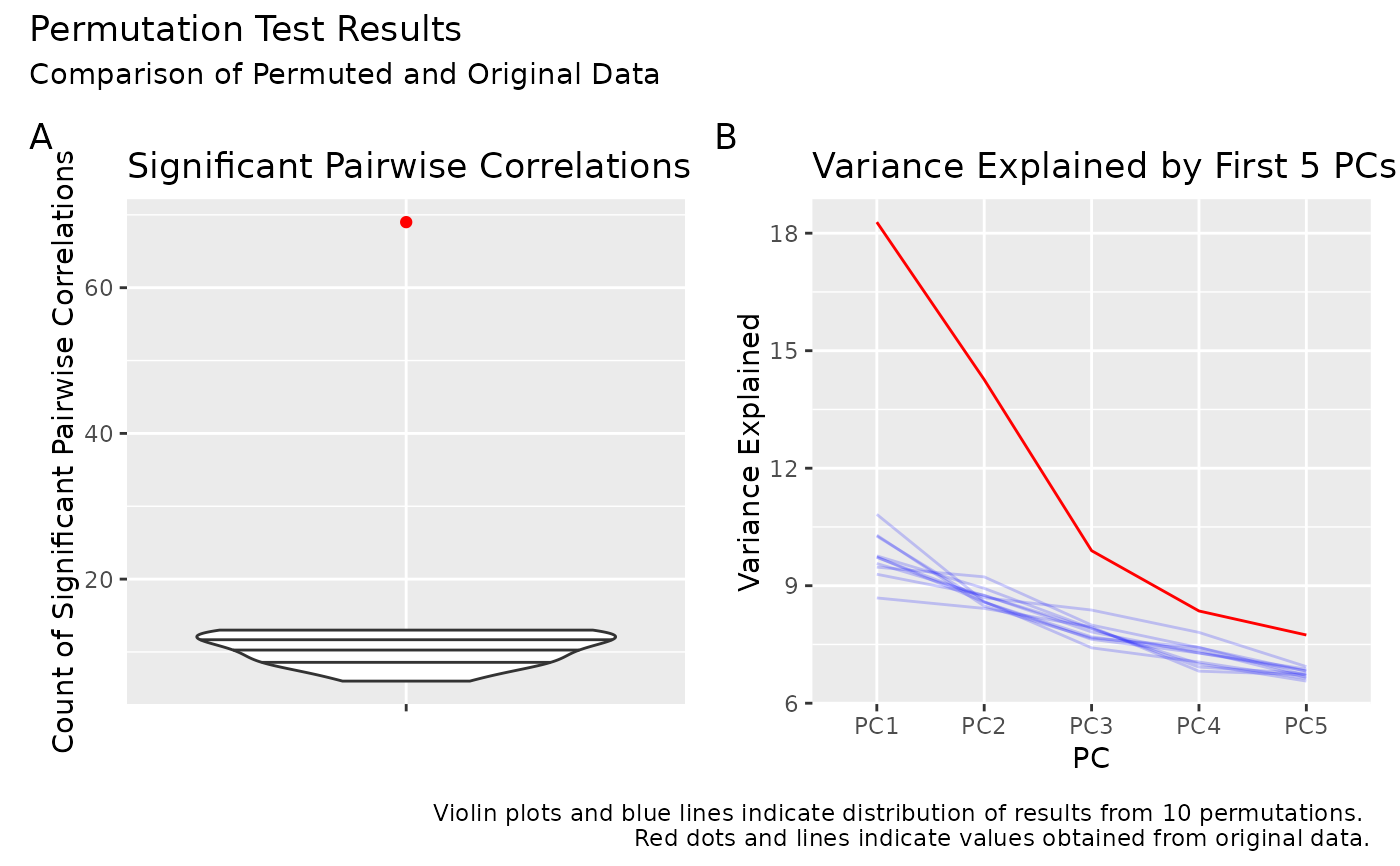 Permutation Test Results
Comparison of Permuted and Original Data
A
Significant Pairwise Correlations
Count of Significant Pairwise Correlations
60
40
20
B
Variance Explained by First 5 PCs
Variance Explained
18
15
12
9
6
PC1 PC2 PC3 PC4 PC5
PC
Violin plots and blue lines indicate distribution of results from 10 permutations.
Red dots and lines indicate values obtained from original data.